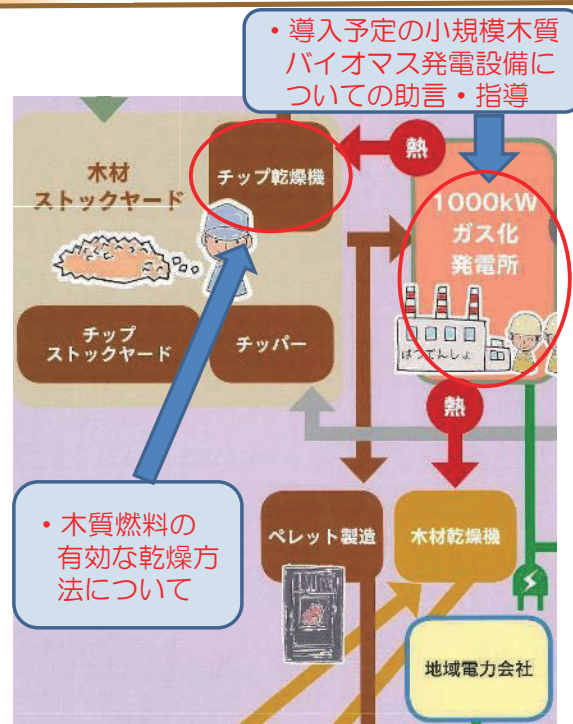 ・導入予定の小規模木質
バイオマス発電設備に
ついての助言・指導
熱
木材
ストックヤード
チップ乾燥機
1000kW
ガス化
発電所
はつでんしょ
チップ
ストックヤード
チッパー
熱
・木質燃料の
有効な乾燥方
法について
ペレット製造
木材乾燥機
地域電力会社